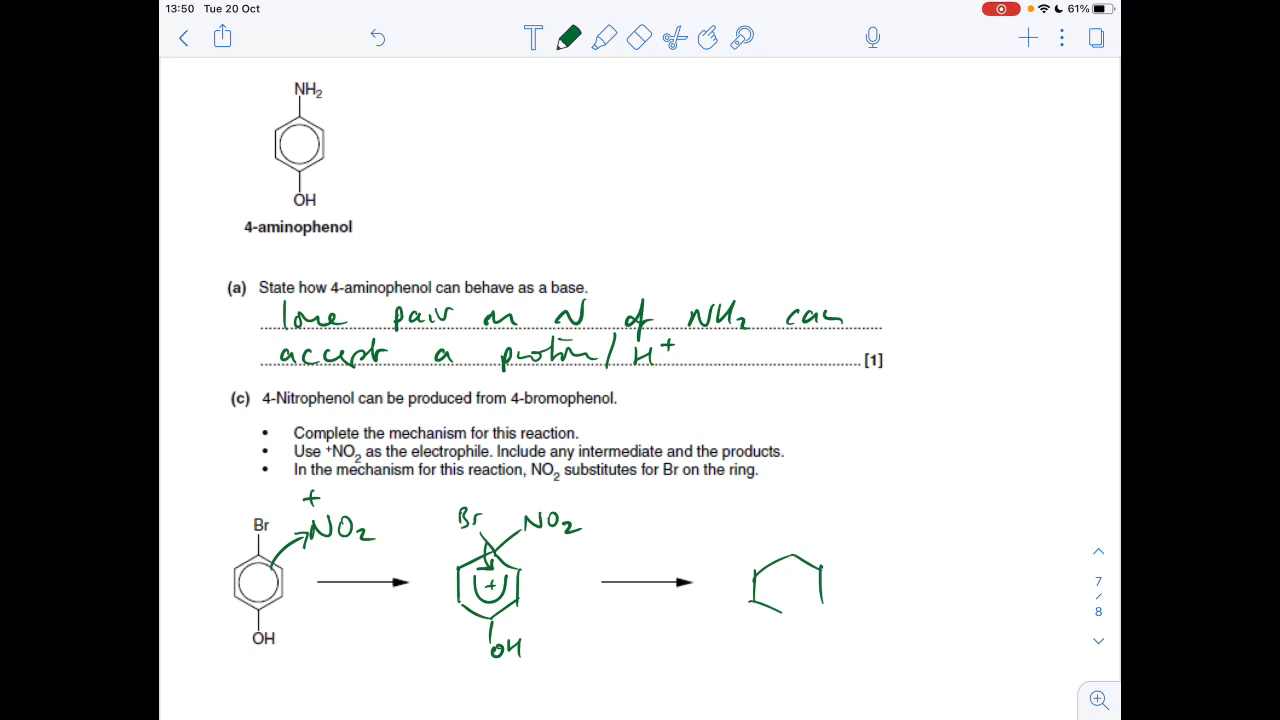 13:50 Tue 20 Oct
61%
T
NH₂
OH
4-aminophenol
(a) State how 4-aminophenol can behave as a base.
lone pair on N of NH₂ can
accept a proton/ H⁺
[1]
(c) 4-Nitrophenol can be produced from 4-bromophenol.
• Complete the mechanism for this reaction.
• Use ⁺NO₂ as the electrophile. Include any intermediate and the products.
• In the mechanism for this reaction, NO₂ substitutes for Br on the ring.
+
Br NO₂
OH
Br NO₂
+
OH
7
/
8